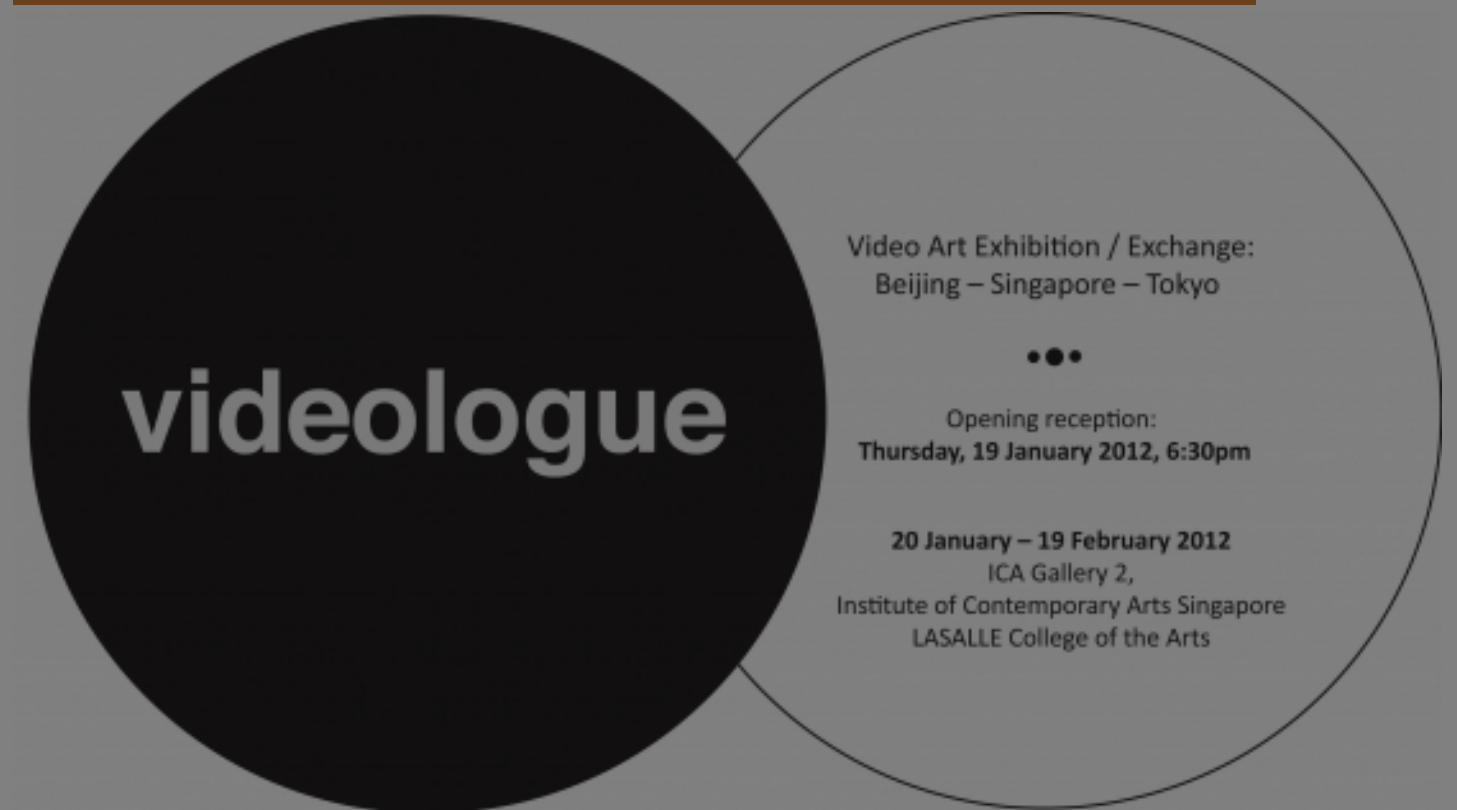 videologue
Video Art Exhibition / Exchange:
Beijing – Singapore – Tokyo
Opening reception:
Thursday, 19 January 2012, 6:30pm
20 January – 19 February 2012
ICA Gallery 2,
Institute of Contemporary Arts Singapore
LASALLE College of the Arts